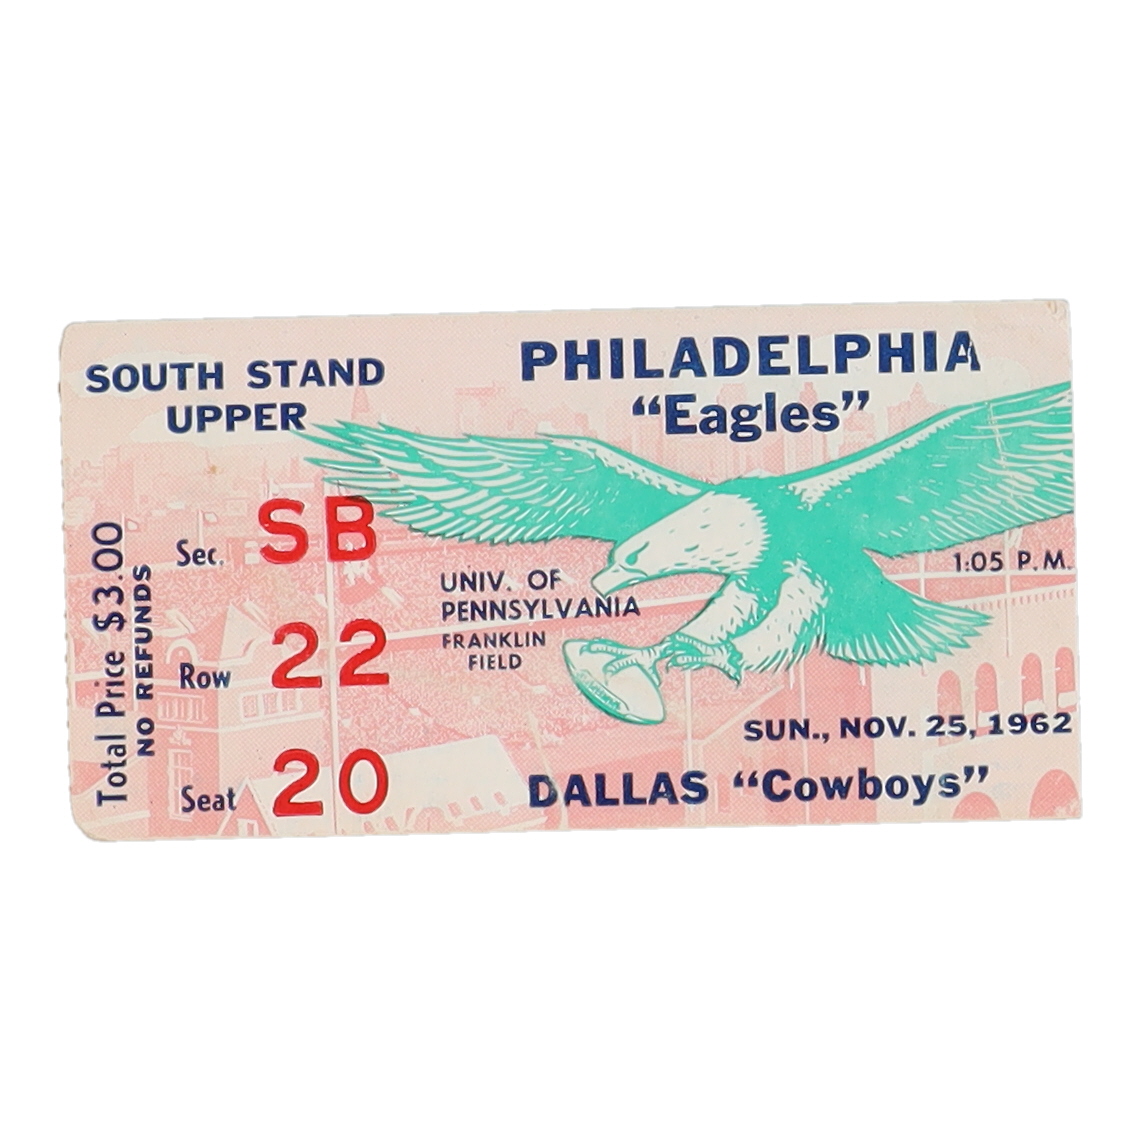 SOUTH STAND
UPPER
Total Price $3.00
NO REFUNDS
Sec. SB
Row 22
Seat 20
PHILADELPHIA
"Eagles"
UNIV. OF
PENNSYLVANIA
FRANKLIN
FIELD
1:05 P.M.
SUN., NOV. 25, 1962
DALLAS "Cowboys"